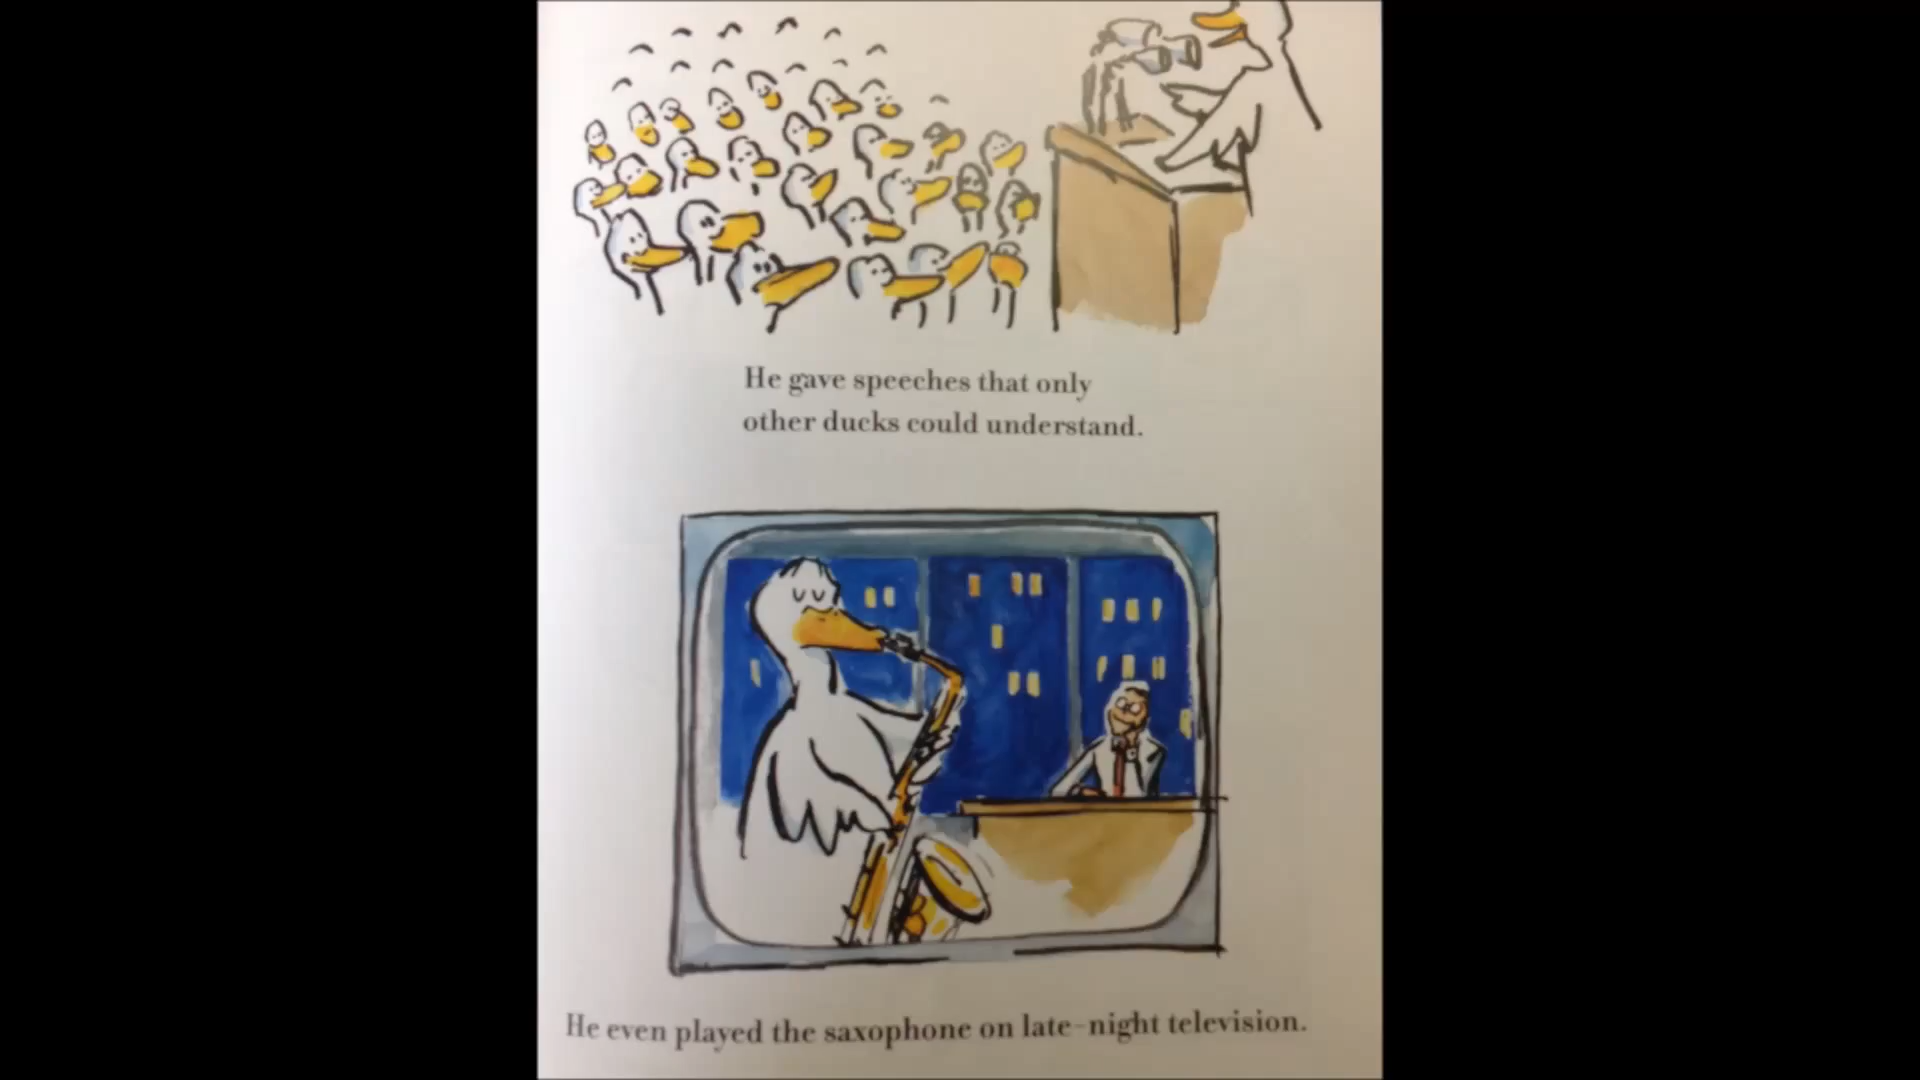 He gave speeches that only
other ducks could understand.
He even played the saxophone on late-night television.